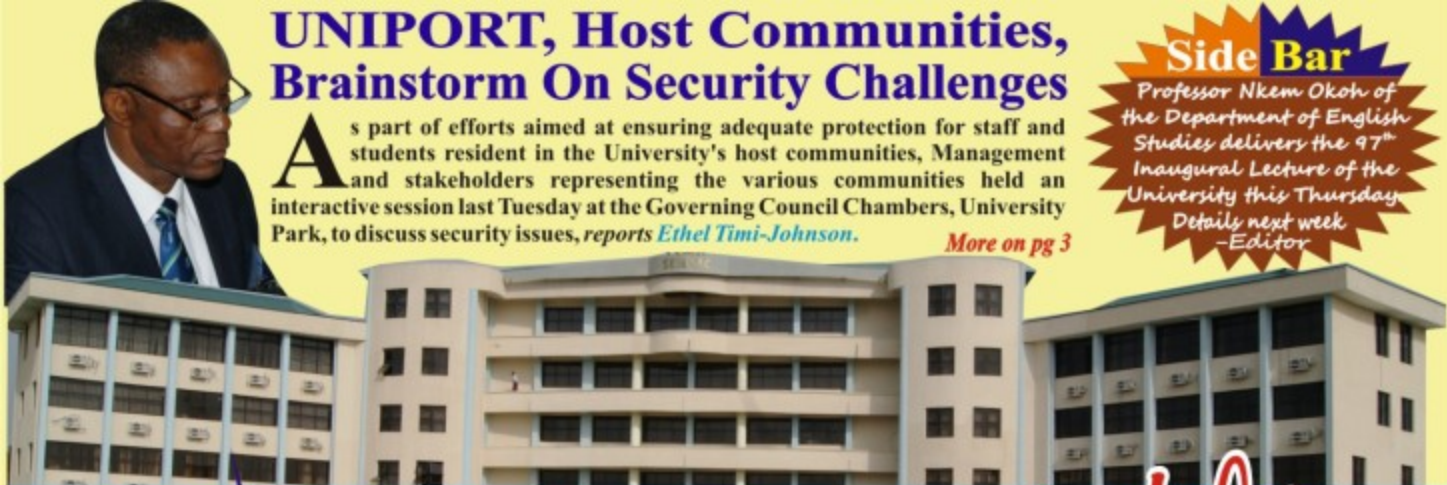 UNIPORT, Host Communities,
Brainstorm On Security Challenges
As part of efforts aimed at ensuring adequate protection for staff and
students resident in the University's host communities, Management
and stakeholders representing the various communities held an
interactive session last Tuesday at the Governing Council Chambers, University
Park, to discuss security issues, reports Ethel Timi-Johnson.
More on pg 3
Side Bar
Professor Nkem Okoh of
the Department of English
Studies delivers the 97th
Inaugural Lecture of the
University this Thursday
Details next week
-Editor